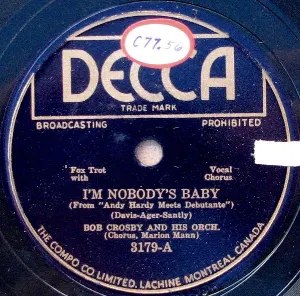 C77.56
DECCA
TRADE MARK
BROADCASTING PROHIBITED
Fox Trot Vocal
with Chorus
I'M NOBODY'S BABY
(From "Andy Hardy Meets Debutante")
(Davis-Ager-Santly)
BOB CROSBY AND HIS ORCH.
(Chorus, Marion Mann)
3179-A
THE COMPO CO. LIMITED, LACHINE MONTREAL CANADA